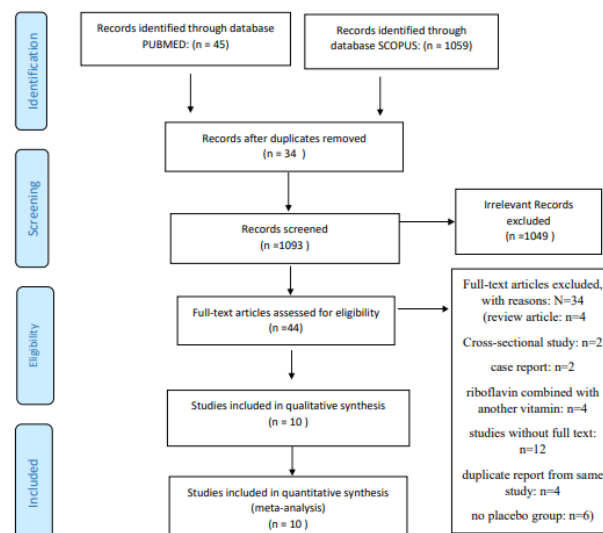 Identification
Records identified through database
PUBMED: (n = 45)
Records identified through
database SCOPUS: n= 1059)
Records after duplicates removed
(n = 34 )
Screening
Records screened
(n =1093 )
Irrelevant Records
excluded
(n =1049 )
Eligibility
Full-text articles assessed for eligibility
(n =44)
Full-text articles excluded,
with reasons: N=34
(review article: n=4
Cross-sectional study: n=2
case report: n=2
riboflavin combined with
another vitamin: n=4
studies without full text:
n=12
duplicate report from same
study: n=4
no placebo group: n=6)
Studies included in qualitative synthesis
(n = 10 )
Included
Studies included in quantitative synthesis
(meta-analysis)
(n = 10 )